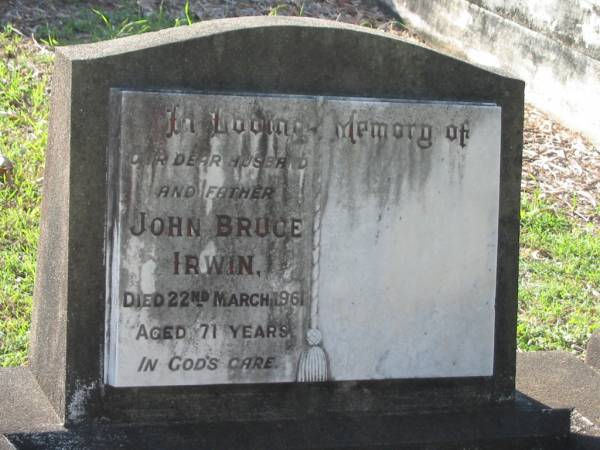 In Loving Memory of
OUR DEAR HUSBAND
AND FATHER
JOHN BRUCE
IRWIN,
DIED 22ND MARCH 1961
AGED 71 YEARS
IN GOD'S CARE.